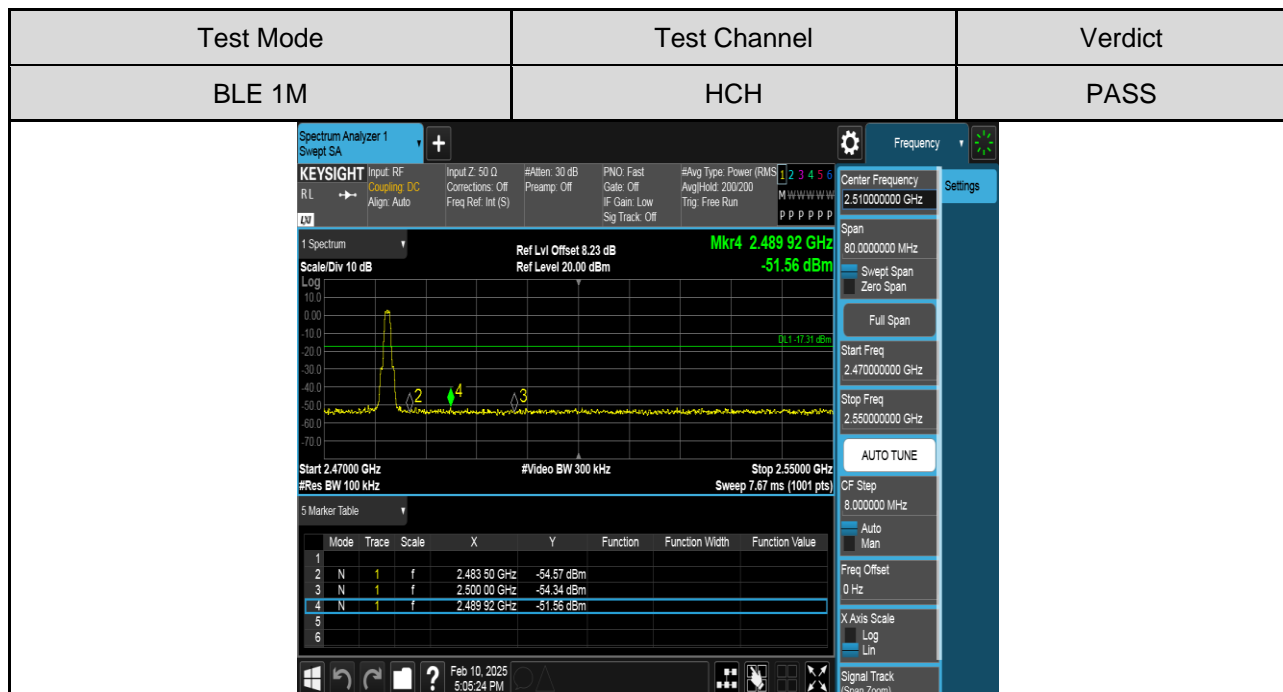 Test Mode Test Channel Verdict
BLE 1M HCH PASS
Spectrum Analyzer 1
Swept SA
+
Frequency
KEYSIGHT Input: RF Input Z: 50 Ω #Atten: 30 dB PNO: Fast #Avg Type: Power (RMS 1 2 3 4 5 6
RL Coupling: DC Corrections: Off Preamp: Off Gate: Off Avg|Hold: 200/200 M W W W W W
Align: Auto Freq Ref: Int (S) IF Gain: Low Trig: Free Run
LXI Sig Track: Off P P P P P P
1 Spectrum Ref Lvl Offset 8.23 dB Mkr4 2.489 92 GHz
Scale/Div 10 dB Ref Level 20.00 dBm -51.56 dBm
Log
10.0
0.00
-10.0
DL1 -17.31 dBm
-20.0
-30.0
-40.0
2 4 3
-50.0
-60.0
-70.0
Start 2.47000 GHz #Video BW 300 kHz Stop 2.55000 GHz
#Res BW 100 kHz Sweep 7.67 ms (1001 pts)
5 Marker Table
Mode Trace Scale X Y Function Function Width Function Value
1
2 N 1 f 2.483 50 GHz -54.57 dBm
3 N 1 f 2.500 00 GHz -54.34 dBm
4 N 1 f 2.489 92 GHz -51.56 dBm
5
6
? Feb 10, 2025
5:05:24 PM
Center Frequency
2.510000000 GHz
Settings
Span
80.0000000 MHz
Swept Span
Zero Span
Full Span
Start Freq
2.470000000 GHz
Stop Freq
2.550000000 GHz
AUTO TUNE
CF Step
8.000000 MHz
Auto
Man
Freq Offset
0 Hz
X Axis Scale
Log
Lin
Signal Track
(Span Zoom)